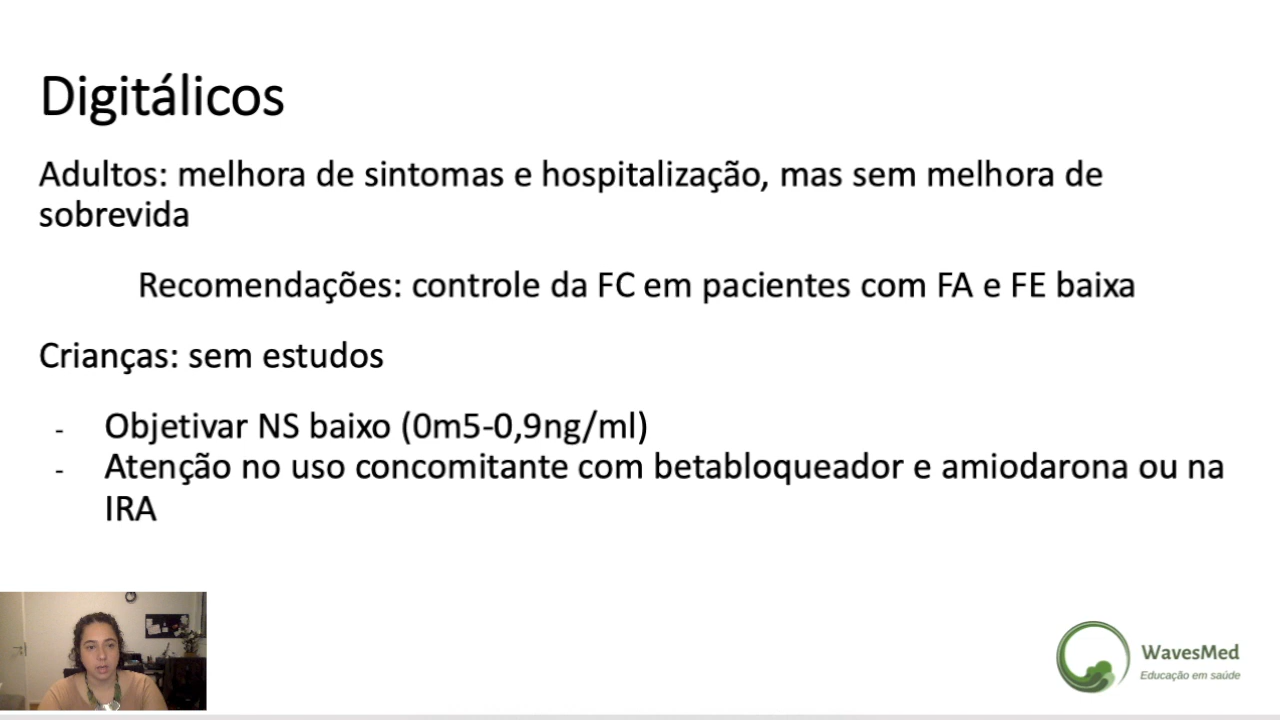 Digitálicos
Adultos: melhora de sintomas e hospitalização, mas sem melhora de
sobrevida
Recomendações: controle da FC em pacientes com FA e FE baixa
Crianças: sem estudos
- Objetivar NS baixo (0m5-0,9ng/ml)
- Atenção no uso concomitante com betabloqueador e amiodarona ou na
IRA
WavesMed
Educação em saúde